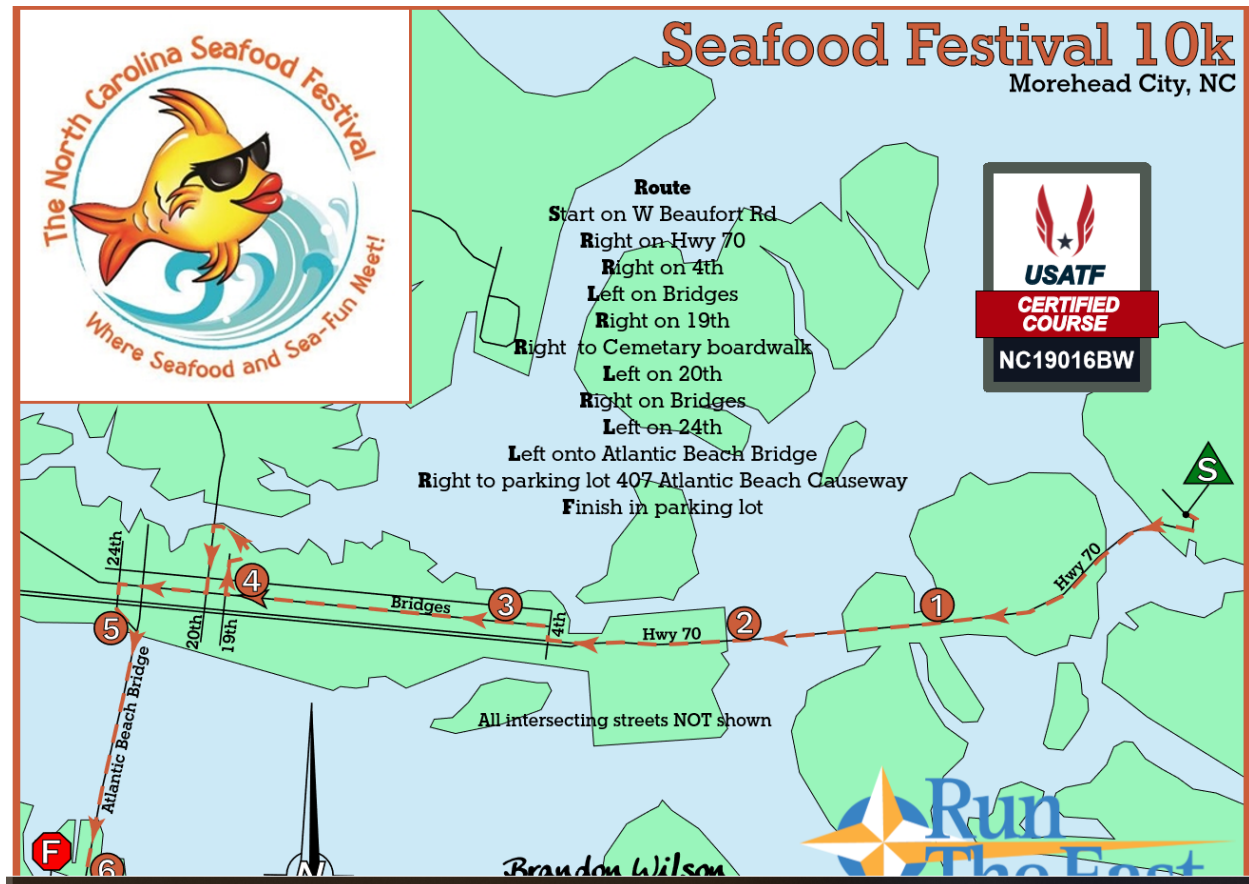 The North Carolina Seafood Festival
Where Seafood and Sea-Fun Meet!
Seafood Festival 10k
Morehead City, NC
Route
Start on W Beaufort Rd
Right on Hwy 70
Right on 4th
Left on Bridges
Right on 19th
Right to Cemetary boardwalk
Left on 20th
Right on Bridges
Left on 24th
Left onto Atlantic Beach Bridge
Right to parking lot 407 Atlantic Beach Causeway
Finish in parking lot
USATF
CERTIFIED
COURSE
NC19016BW
S
Hwy 70
1
2
Hwy 70
4th
3
Bridges
4
19th
20th
24th
5
Atlantic Beach Bridge
F
6
All intersecting streets NOT shown
N
Brandon Wilson
Run
The East